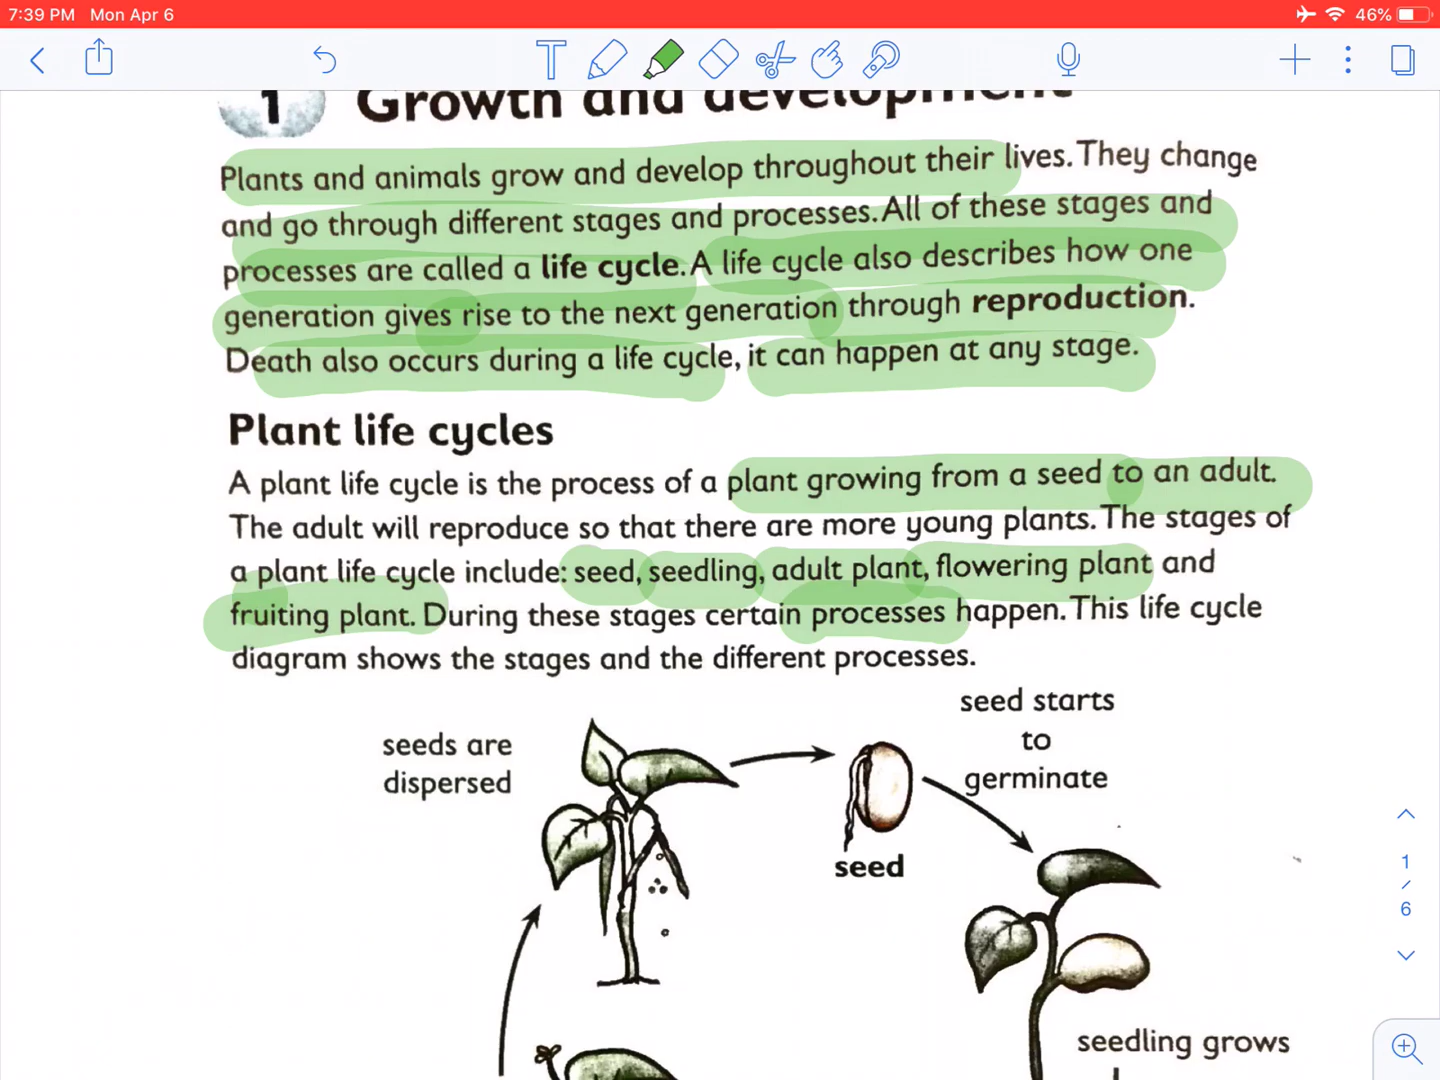 7:39 PM Mon Apr 6
46%
T
1 Growth and development
Plants and animals grow and develop throughout their lives. They change
and go through different stages and processes. All of these stages and
processes are called a life cycle. A life cycle also describes how one
generation gives rise to the next generation through reproduction.
Death also occurs during a life cycle, it can happen at any stage.
Plant life cycles
A plant life cycle is the process of a plant growing from a seed to an adult.
The adult will reproduce so that there are more young plants. The stages of
a plant life cycle include: seed, seedling, adult plant, flowering plant and
fruiting plant. During these stages certain processes happen. This life cycle
diagram shows the stages and the different processes.
seeds are
dispersed
seed starts
to
germinate
seed
seedling grows
1
/
6